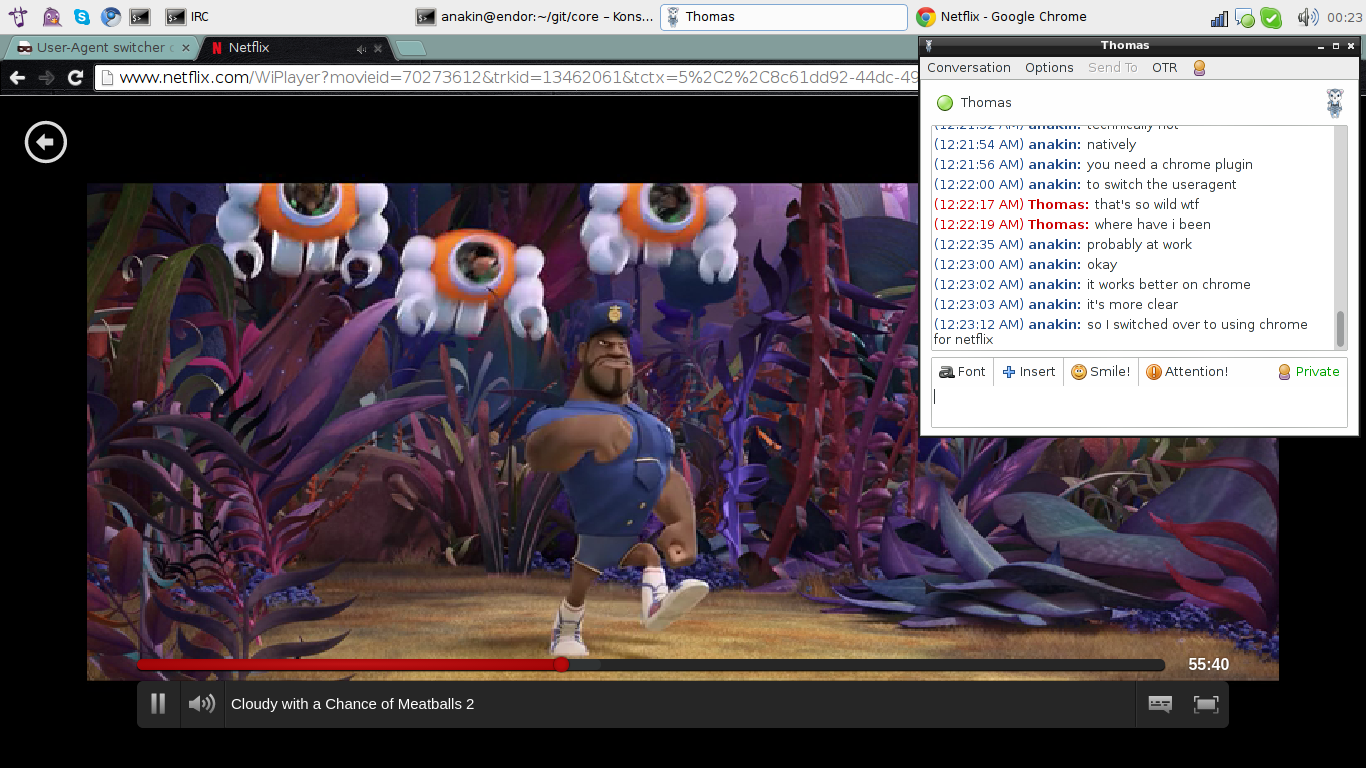 IRC
anakin@endor:~/git/core – Kons...
Thomas
Netflix - Google Chrome
00:23
User-Agent switcher
Netflix
www.netflix.com/WiPlayer?movieid=70273612&trkid=13462061&tctx=5%2C2%2C8c61dd92-44dc-49
Thomas
Conversation Options Send To OTR
Thomas
(12:21:52 AM) anakin: technically not
(12:21:54 AM) anakin: natively
(12:21:56 AM) anakin: you need a chrome plugin
(12:22:00 AM) anakin: to switch the useragent
(12:22:17 AM) Thomas: that's so wild wtf
(12:22:19 AM) Thomas: where have i been
(12:22:35 AM) anakin: probably at work
(12:23:00 AM) anakin: okay
(12:23:02 AM) anakin: it works better on chrome
(12:23:03 AM) anakin: it's more clear
(12:23:12 AM) anakin: so I switched over to using chrome
for netflix
Font Insert Smile! Attention! Private
55:40
Cloudy with a Chance of Meatballs 2